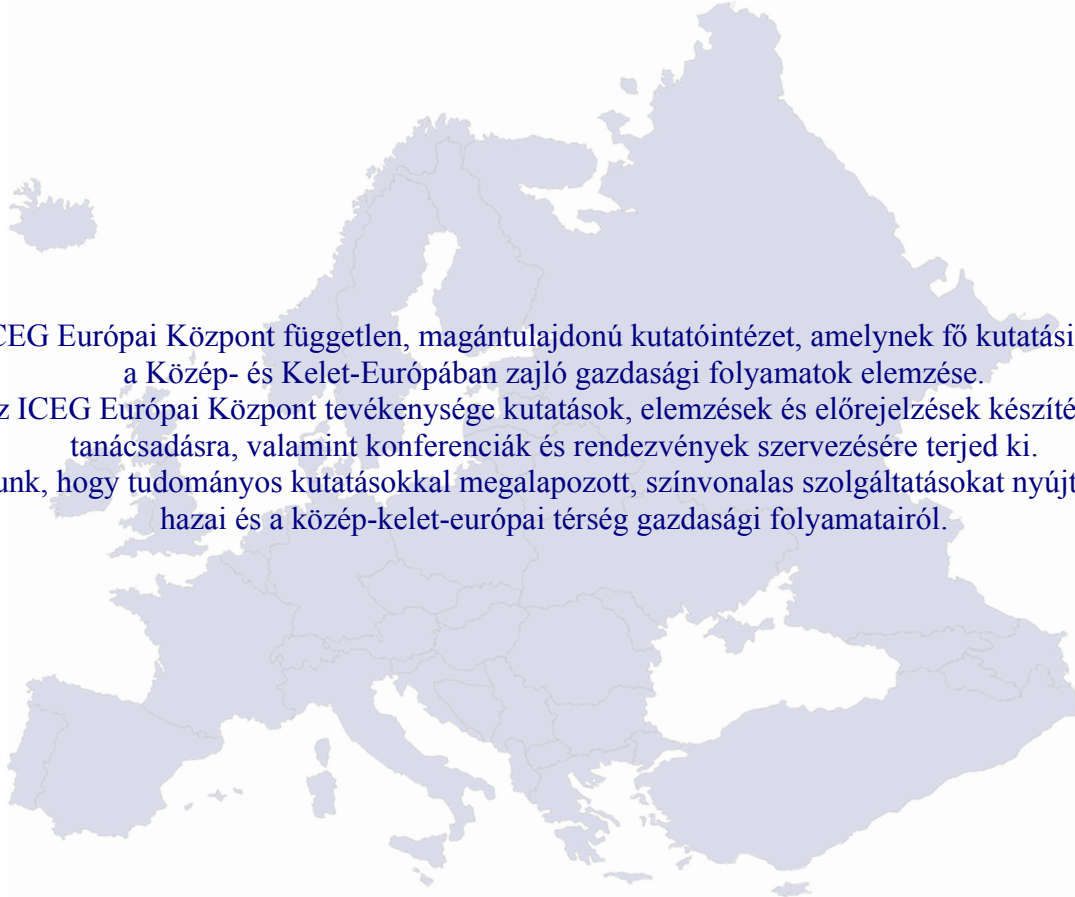 CEG Európai Központ független, magántulajdonú kutatóintézet, amelynek fő kutatási
a Közép- és Kelet-Európában zajló gazdasági folyamatok elemzése.
z ICEG Európai Központ tevékenysége kutatások, elemzések és előrejelzések készíté
tanácsadásra, valamint konferenciák és rendezvények szervezésére terjed ki.
unk, hogy tudományos kutatásokkal megalapozott, színvonalas szolgáltatásokat nyújt
hazai és a közép-kelet-európai térség gazdasági folyamatairól.